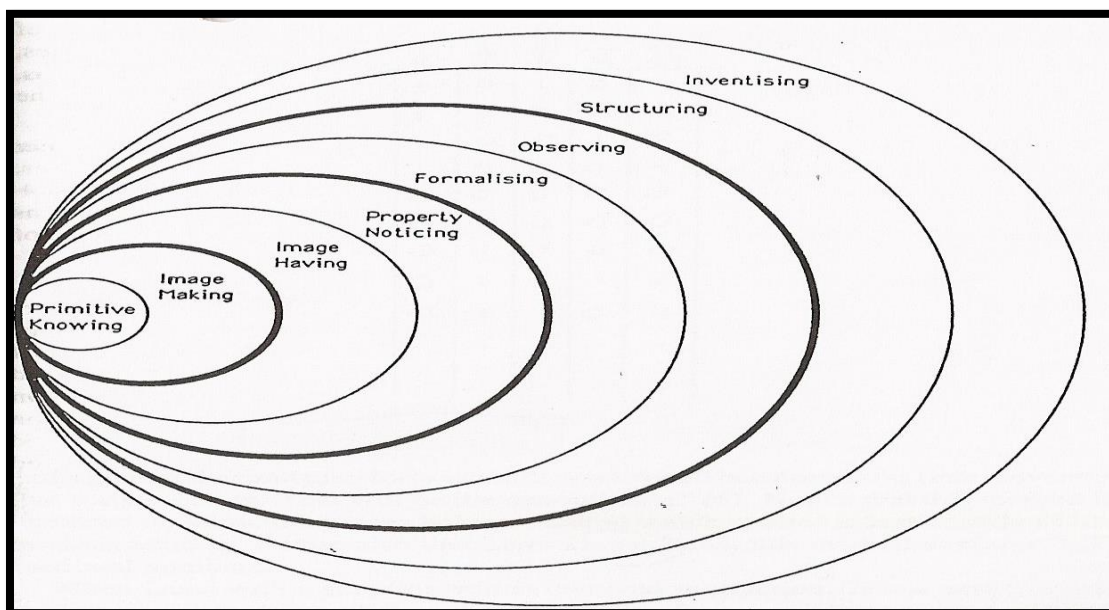 Inventising
Structuring
Observing
Formalising
Property
Noticing
Image
Having
Image
Making
Primitive
Knowing